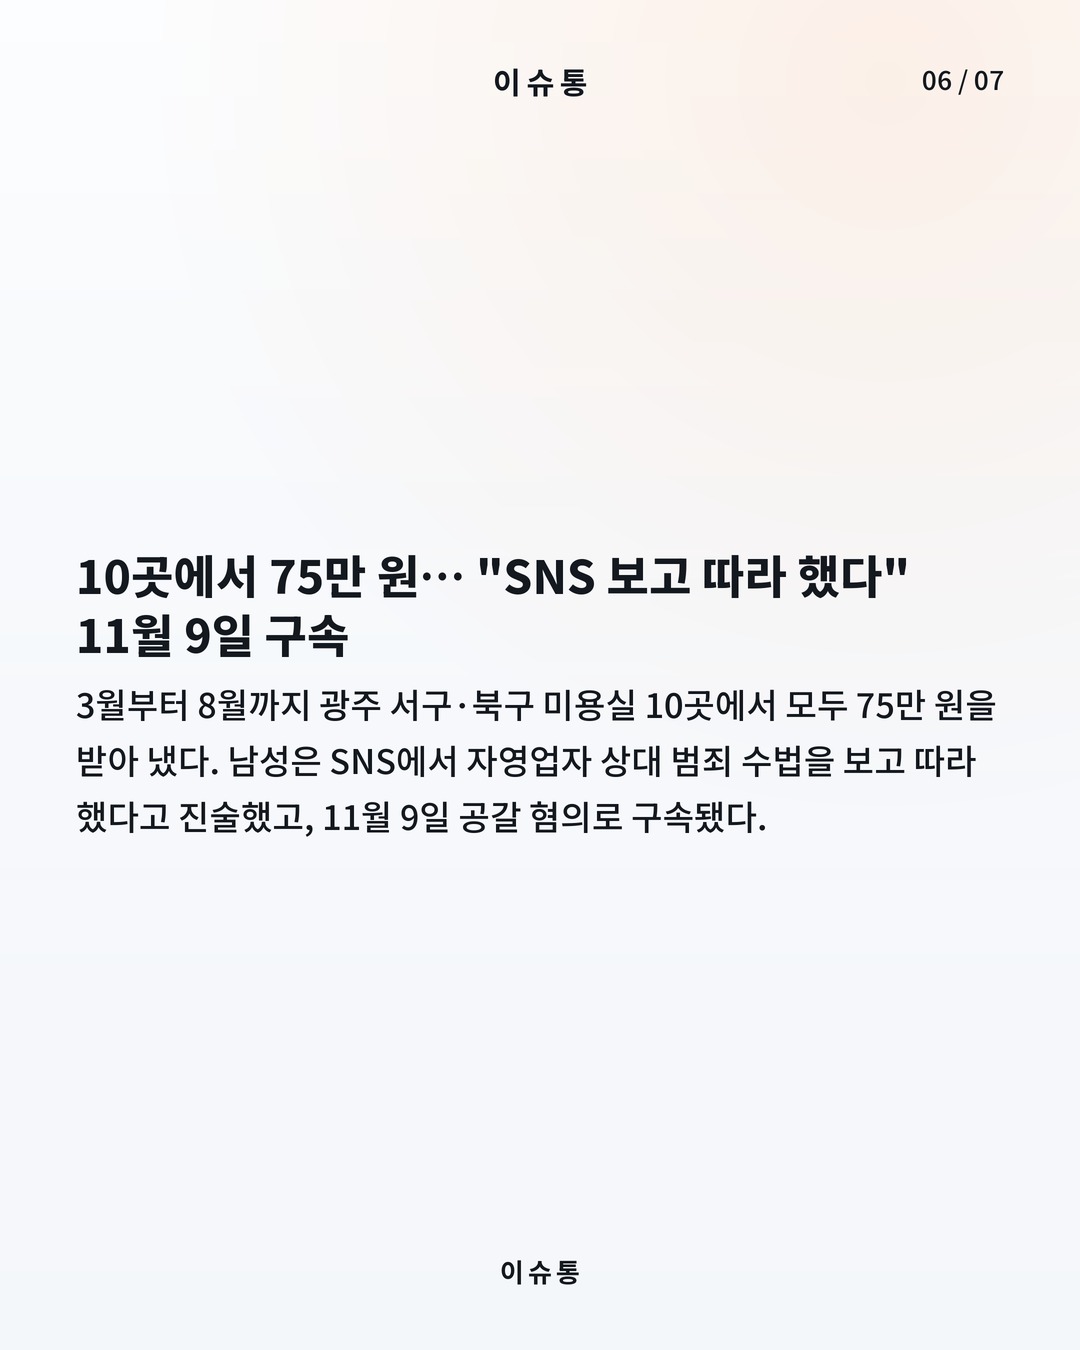 이슈통
06 / 07
10곳에서 75만 원… "SNS 보고 따라 했다"
11월 9일 구속
3월부터 8월까지 광주 서구·북구 미용실 10곳에서 모두 75만 원을
받아 냈다. 남성은 SNS에서 자영업자 상대 범죄 수법을 보고 따라
했다고 진술했고, 11월 9일 공갈 혐의로 구속됐다.
이슈통